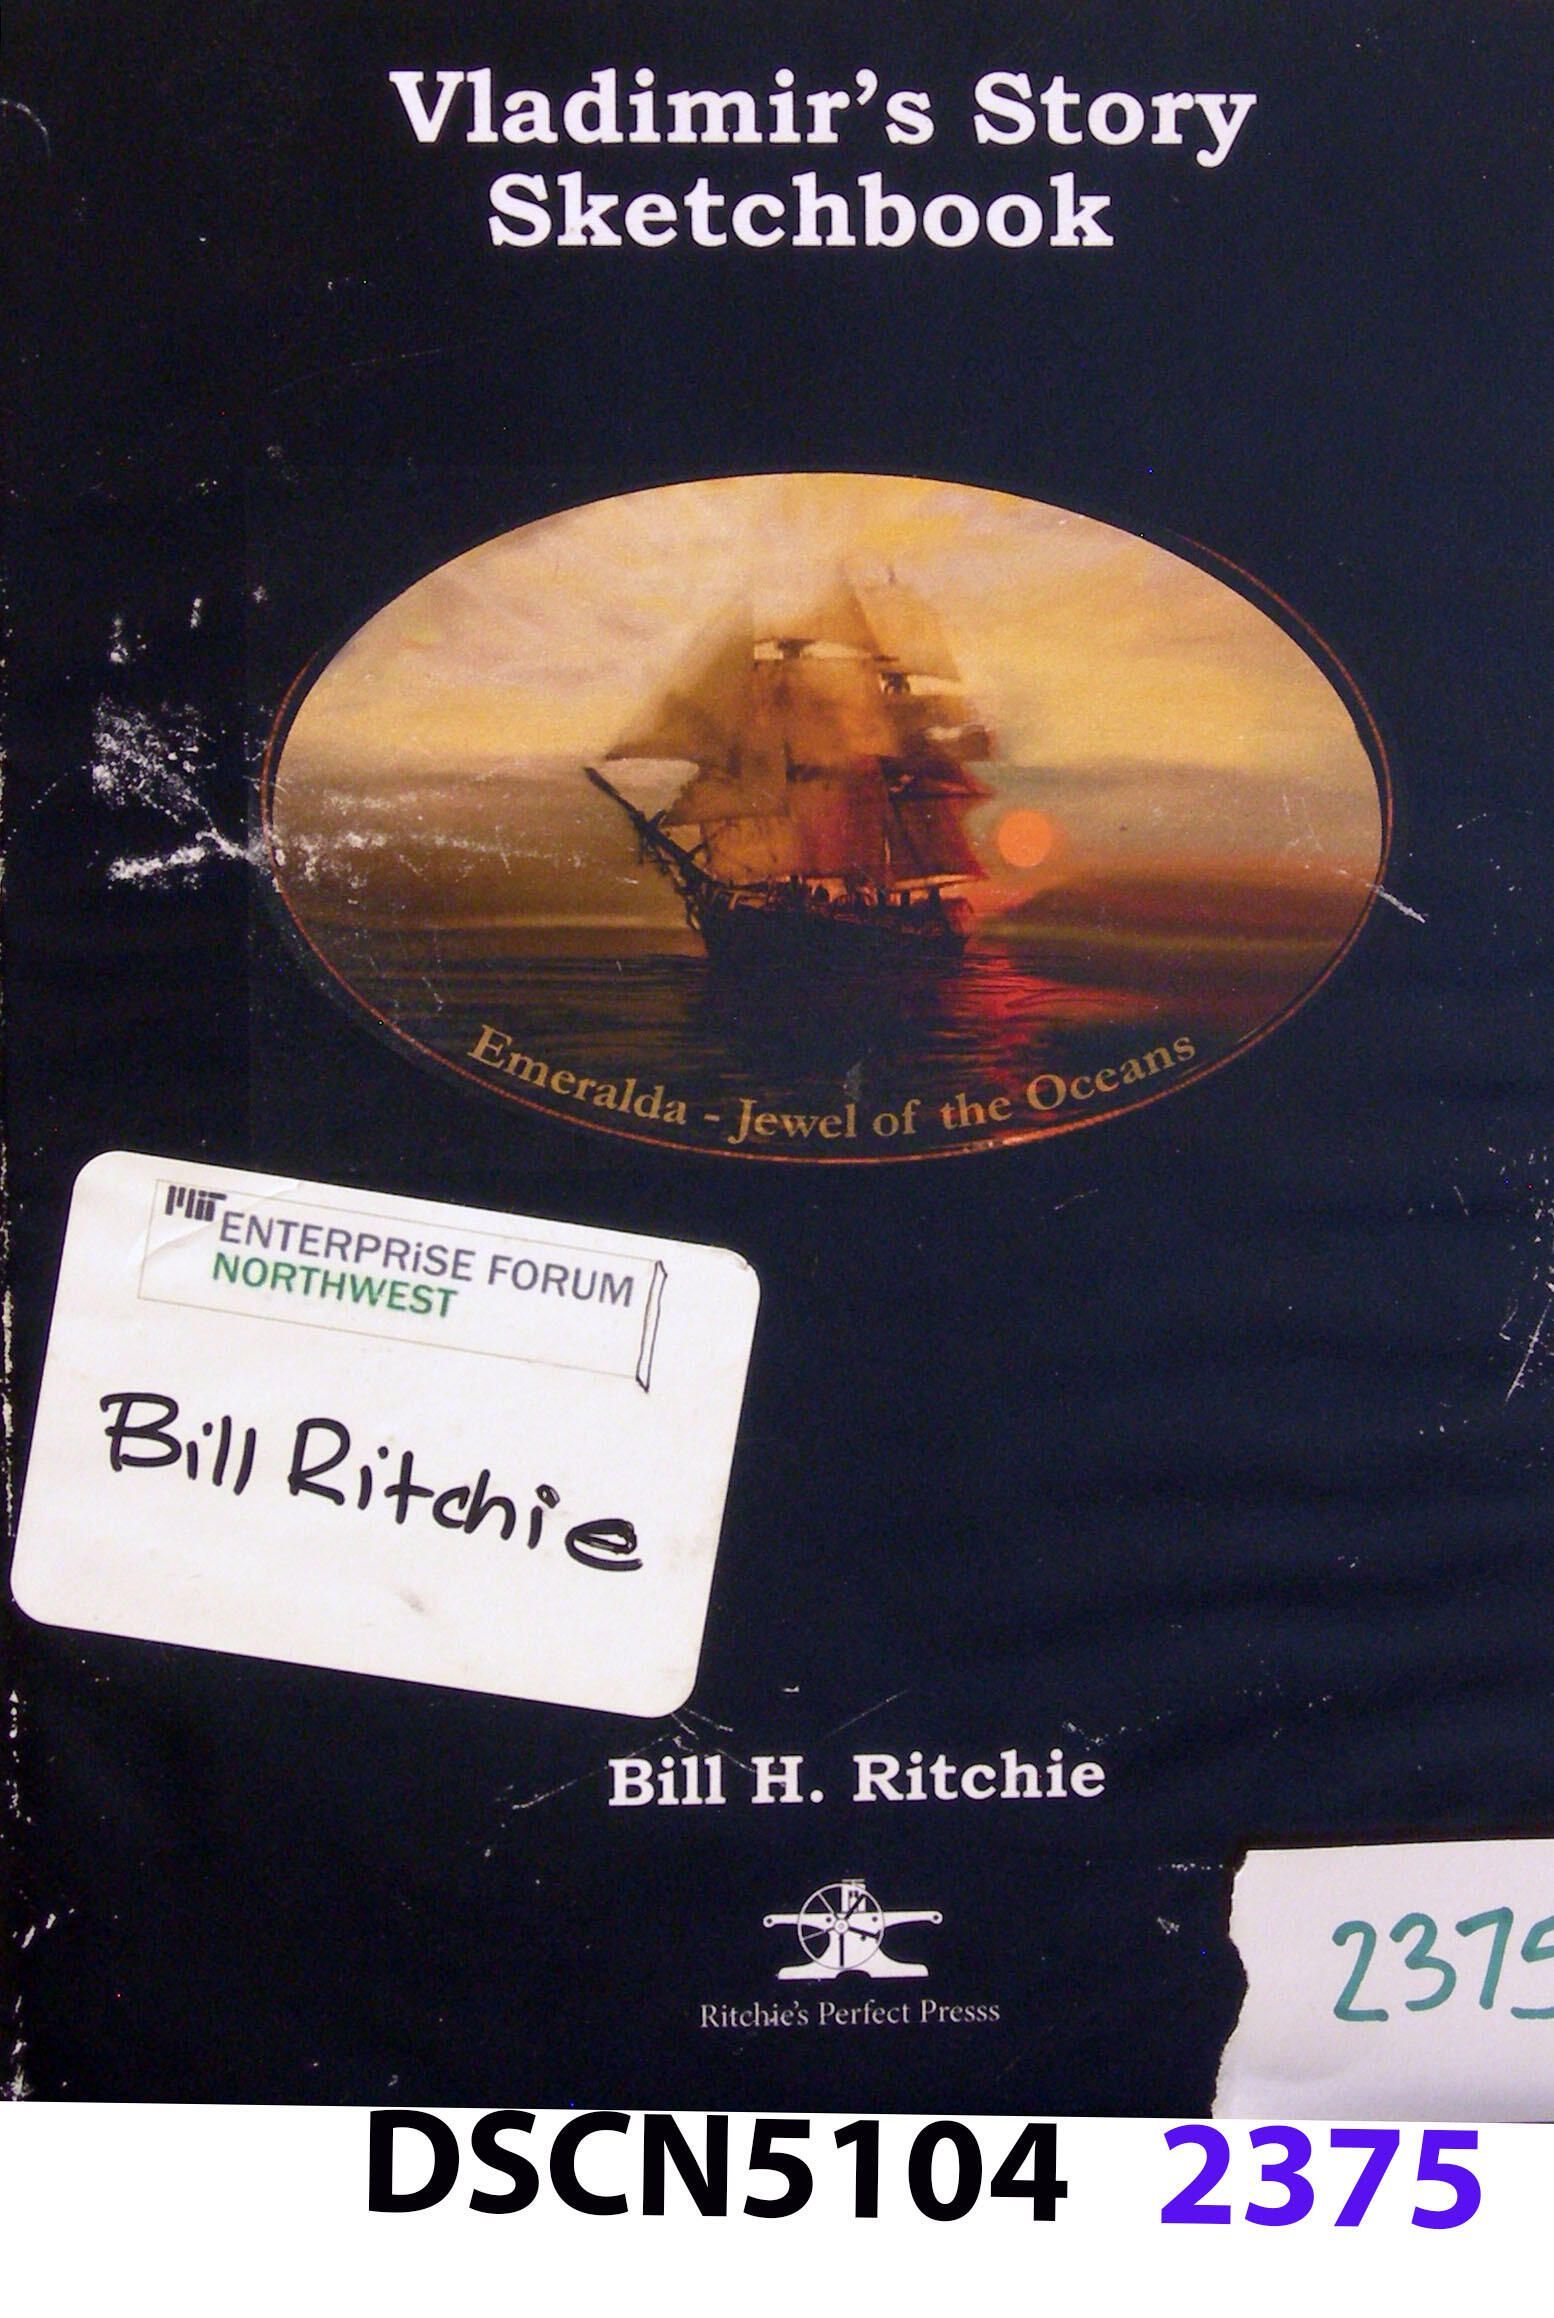 Vladimir's Story
Sketchbook
Emeralda - Jewel of the Oceans
MiT
ENTERPRiSE FORUM
NORTHWEST
Bill Ritchie
Bill H. Ritchie
Ritchie's Perfect Presss
2375
DSCN5104 2375